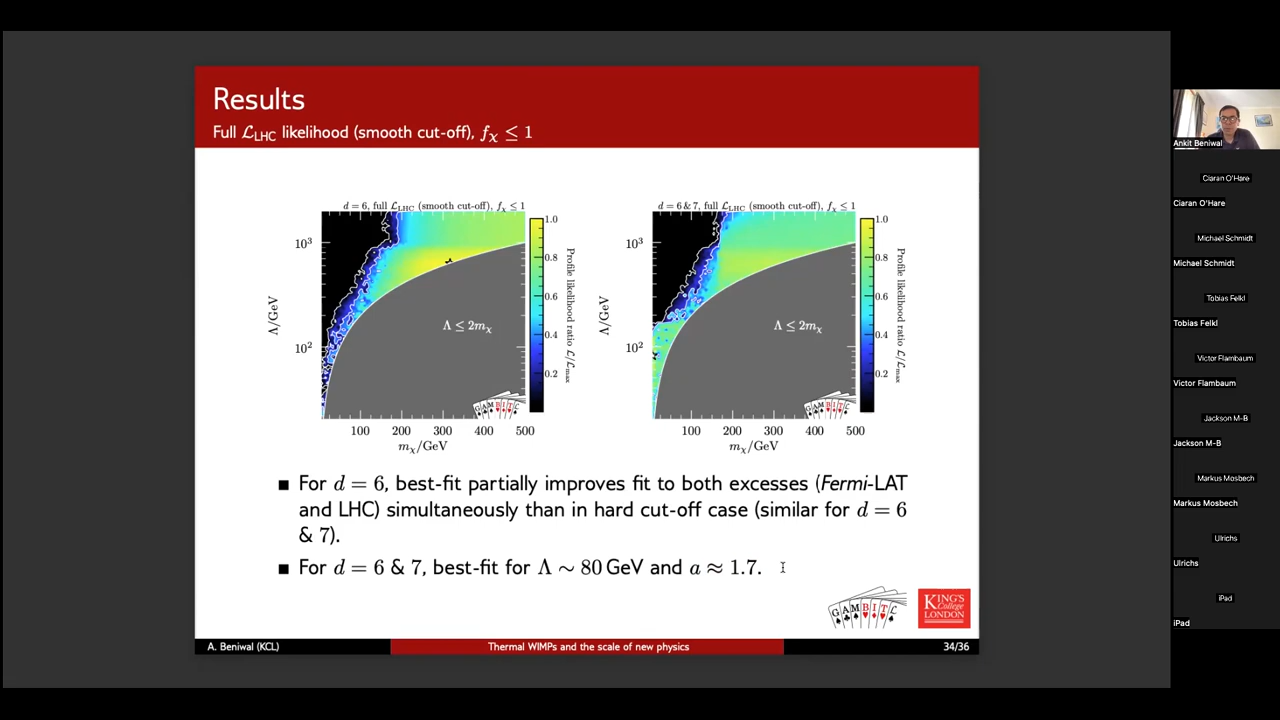 Results
Full ℒLHC likelihood (smooth cut-off), fχ ≤ 1
d = 6, full ℒLHC (smooth cut-off), fχ ≤ 1
10³
10²
Λ/GeV
Λ ≤ 2mχ
100 200 300 400 500
mχ/GeV
1.0
0.8
0.6
0.4
0.2
Profile likelihood ratio ℒ/ℒmax
GAMBIT
d = 6 & 7, full ℒLHC (smooth cut-off), fχ ≤ 1
10³
10²
Λ/GeV
Λ ≤ 2mχ
100 200 300 400 500
mχ/GeV
1.0
0.8
0.6
0.4
0.2
Profile likelihood ratio ℒ/ℒmax
GAMBIT
■ For d = 6, best-fit partially improves fit to both excesses (Fermi-LAT
and LHC) simultaneously than in hard cut-off case (similar for d = 6
& 7).
■ For d = 6 & 7, best-fit for Λ ∼ 80 GeV and a ≈ 1.7.
GAMBIT
KING'S
College
LONDON
A. Beniwal (KCL)
Thermal WIMPs and the scale of new physics
34/36
Ankit Beniwal
Ciaran O'Hare
Ciaran O'Hare
Michael Schmidt
Michael Schmidt
Tobias Felkl
Tobias Felkl
Victor Flambaum
Victor Flambaum
Jackson M-B
Jackson M-B
Markus Mosbech
Markus Mosbech
Ulrichs
Ulrichs
iPad
iPad